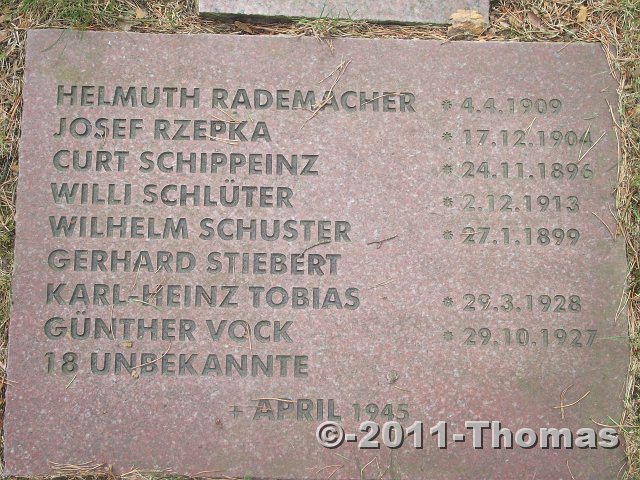 HELMUTH RADEMACHER * 4.4.1909
JOSEF RZEPKA * 17.12.1904
CURT SCHIPPEINZ * 24.11.1896
WILLI SCHLÜTER * 2.12.1913
WILHELM SCHUSTER * 27.1.1899
GERHARD STIEBERT
KARL-HEINZ TOBIAS * 29.3.1928
GÜNTHER VOCK * 29.10.1927
18 UNBEKANNTE
+ APRIL 1945
©-2011-Thomas